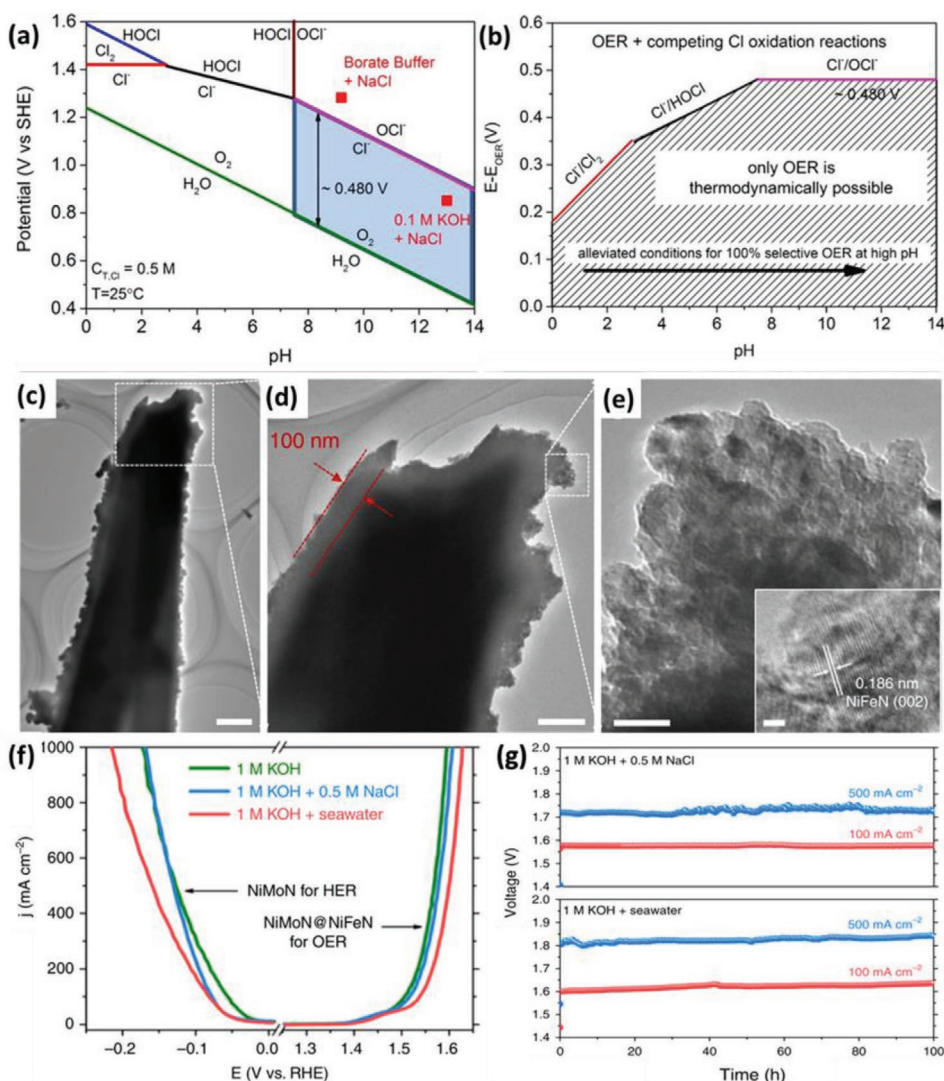 (a)
1.6
1.4
1.2
1.0
0.8
0.6
0.4
Potential (V vs SHE)
HOCl
Cl2
Cl-
HOCl
Cl-
HOCl OCl-
Borate Buffer
+ NaCl
OCl-
Cl-
O2
H2O
~ 0.480 V
0.1 M KOH
+ NaCl
O2
H2O
CT,Cl = 0.5 M
T=25°C
0 2 4 6 8 10 12 14
pH
(b)
0.6
0.5
0.4
0.3
0.2
0.1
0.0
E-EOER(V)
OER + competing Cl oxidation reactions
Cl-/OCl-
~ 0.480 V
Cl-/HOCl
Cl-/Cl2
only OER is
thermodynamically possible
alleviated conditions for 100% selective OER at high pH
0 2 4 6 8 10 12 14
pH
(c)
(d)
100 nm
(e)
0.186 nm
NiFeN (002)
(f)
1000
800
600
400
200
0
j (mA cm−2)
1 M KOH
1 M KOH + 0.5 M NaCl
1 M KOH + seawater
NiMoN for HER
NiMoN@NiFeN
for OER
−0.2 −0.1 0.0 1.3 1.4 1.5 1.6
E (V vs. RHE)
(g)
2.0
1.9
1.8
1.7
1.6
1.5
1.4
1.9
1.8
1.7
1.6
1.5
1.4
Voltage (V)
1 M KOH + 0.5 M NaCl
500 mA cm−2
100 mA cm−2
1 M KOH + seawater
500 mA cm−2
100 mA cm−2
0 20 40 60 80 100
Time (h)